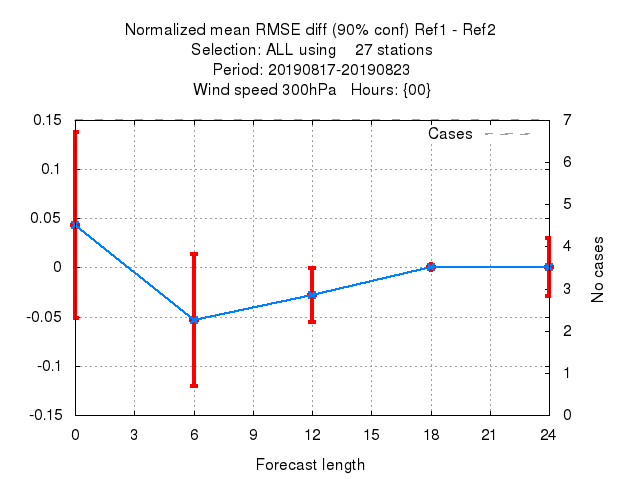 Normalized mean RMSE diff (90% conf) Ref1 - Ref2
Selection: ALL using 27 stations
Period: 20190817-20190823
Wind speed 300hPa Hours: {00}
Cases
0.15
0.1
0.05
0
-0.05
-0.1
-0.15
7
6
5
4
3
2
1
0
No cases
0 3 6 9 12 15 18 21 24
Forecast length